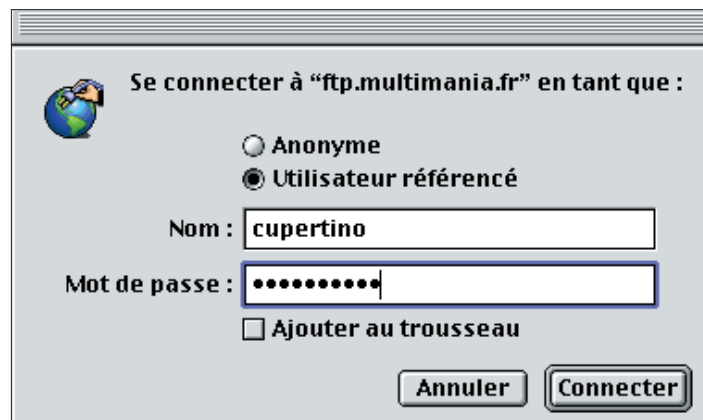 Se connecter à “ftp.multimania.fr” en tant que :
Anonyme
Utilisateur référencé
Nom : cupertino
Mot de passe : ••••••••••
Ajouter au trousseau
Annuler Connecter